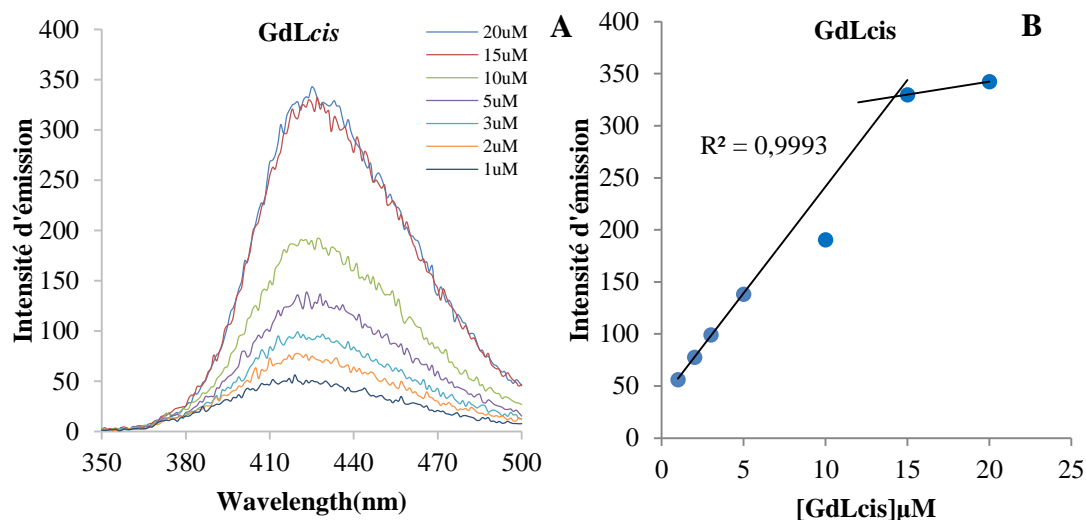 GdLcis
A
20uM
15uM
10uM
5uM
3uM
2uM
1uM
400
350
300
250
200
150
100
50
0
Intensité d'émission
350
380
410
440
470
500
Wavelength(nm)
GdLcis
B
400
350
300
250
200
150
100
50
0
Intensité d'émission
R² = 0,9993
0
5
10
15
20
25
[GdLcis]µM